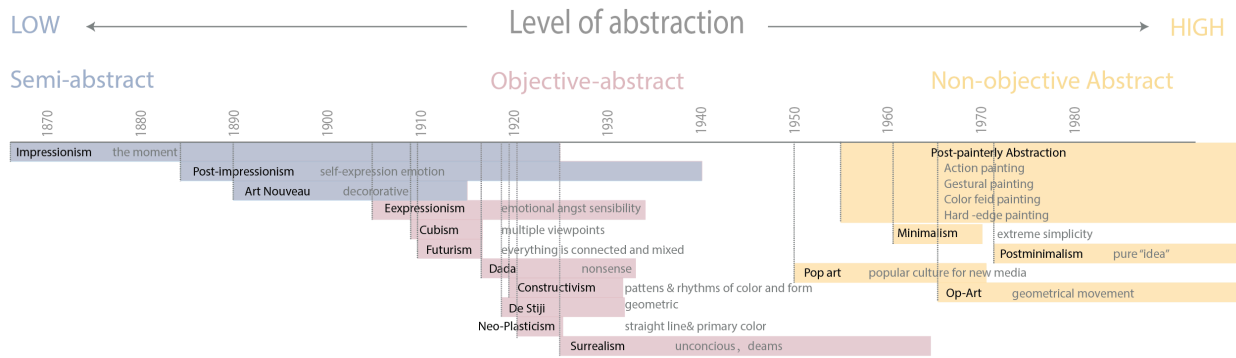 LOW Level of abstraction HIGH
Semi-abstract Objective-abstract Non-objective Abstract
1870 1880 1890 1900 1910 1920 1930 1940 1950 1960 1970 1980
Impressionism the moment
Post-painterly Abstraction
Action painting
Gestural painting
Color feid painting
Hard -edge painting
Post-impressionism self-expression emotion
Art Nouveau decororative
Eexpressionism emotional angst sensibility
Cubism multiple viewpoints
Minimalism extreme simplicity
Futurism everything is connected and mixed
Postminimalism pure “idea”
Dada nonsense
Pop art popular culture for new media
Constructivism pattens & rhythms of color and form
Op-Art geometrical movement
De Stiji geometric
Neo-Plasticism straight line& primary color
Surrealism unconcious , deams